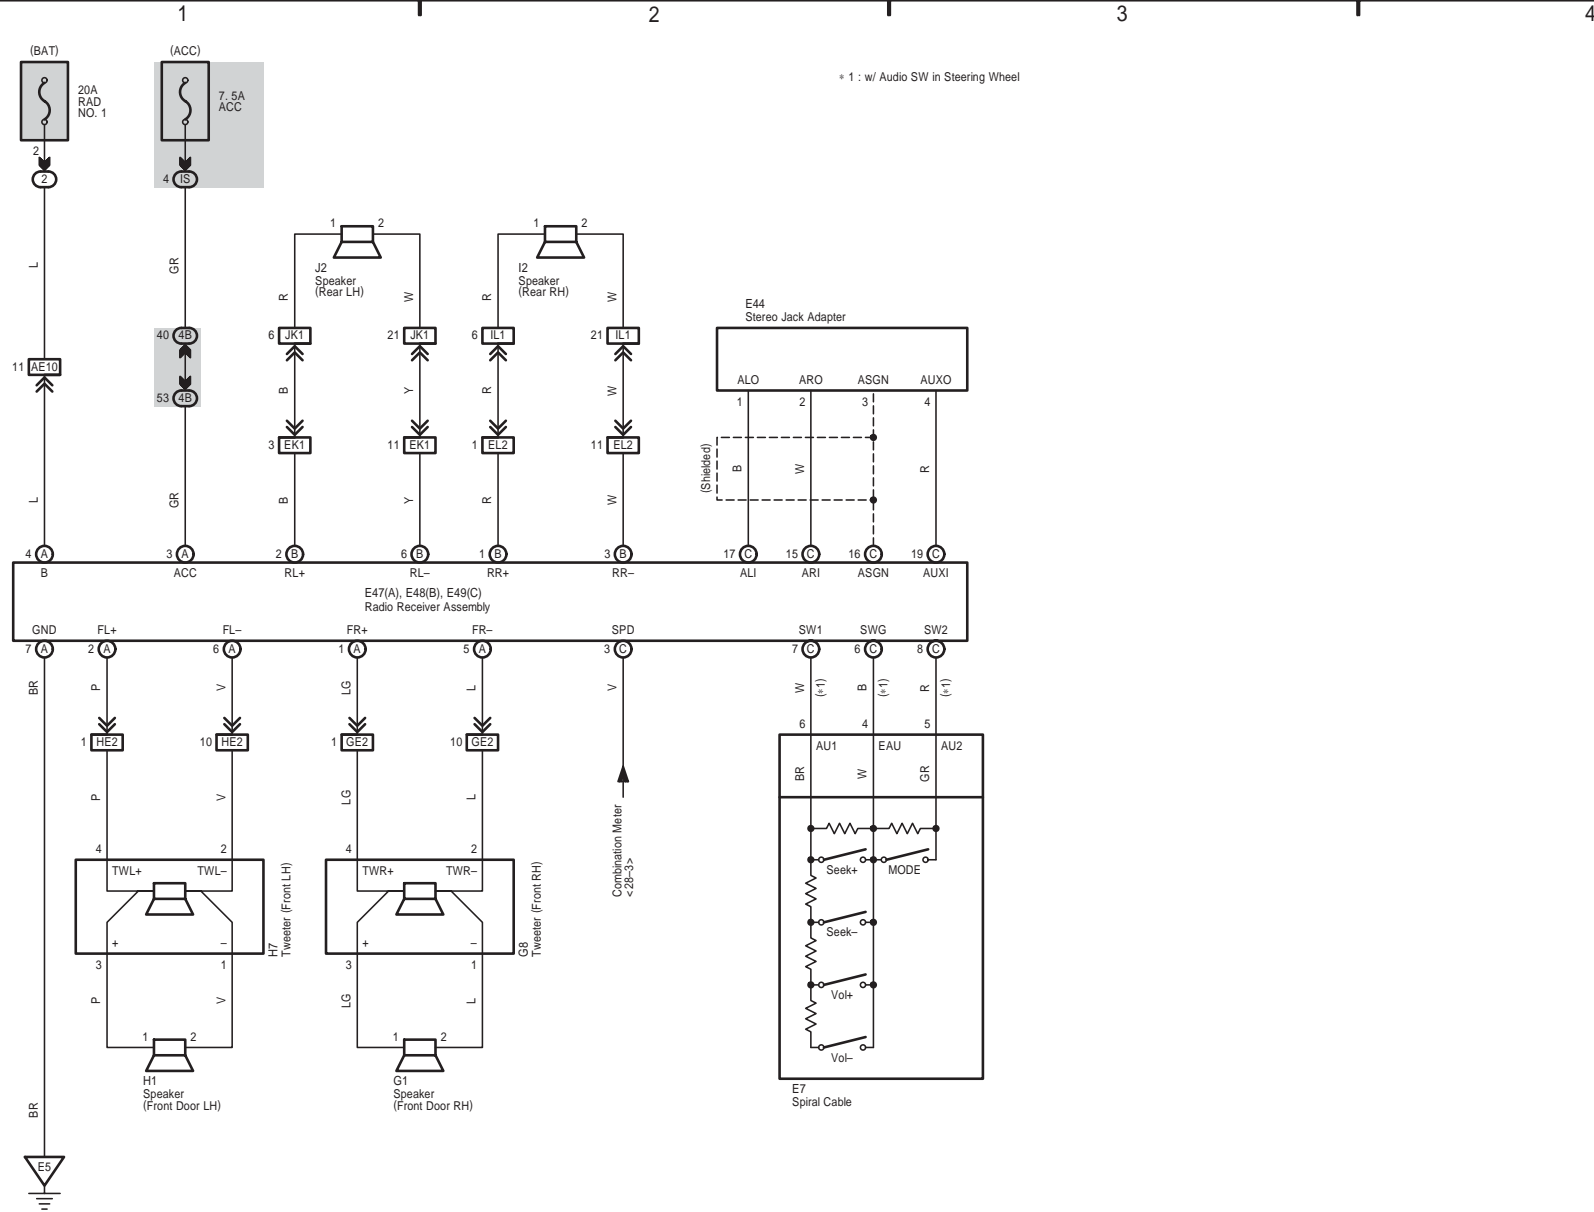 1 2 3 4
(BAT) (ACC)
* 1 : w/ Audio SW in Steering Wheel
20A
RAD
NO. 1
7. 5A
ACC
2
2
4 IS
1 2 1 2
L GR
J2
Speaker
(Rear LH)
I2
Speaker
(Rear RH)
R W R W
E44
Stereo Jack Adapter
40 4B 6 JK1 21 JK1 6 IL1 21 IL1
11 AE10
ALO ARO ASGN AUXO
B Y R W
53 4B
1 2 3 4
3 EK1 11 EK1 1 EL2 11 EL2
(Shielded)
B W R
L GR B Y R W
4 A 3 A 2 B 6 B 1 B 3 B 17 C 15 C 16 C 19 C
B ACC RL+ RL– RR+ RR– ALI ARI ASGN AUXI
E47(A), E48(B), E49(C)
Radio Receiver Assembly
GND FL+ FL– FR+ FR– SPD SW1 SWG SW2
7 A 2 A 6 A 1 A 5 A 3 C 7 C 6 C 8 C
BR P V LG L V W (*1) B (*1) R (*1)
6 4 5
1 HE2 10 HE2 1 GE2 10 GE2
AU1 EAU AU2
BR W GR
P V LG L
Combination Meter
<28–3>
4 2 4 2
TWL+ TWL– TWR+ TWR–
Seek+ MODE
Seek–
+ – + –
H7
Tweeter (Front LH)
G8
Tweeter (Front RH)
3 1 3 1
Vol+
P V LG L
1 2 1 2
Vol–
H1
Speaker
(Front Door LH)
G1
Speaker
(Front Door RH)
E7
Spiral Cable
BR
E5